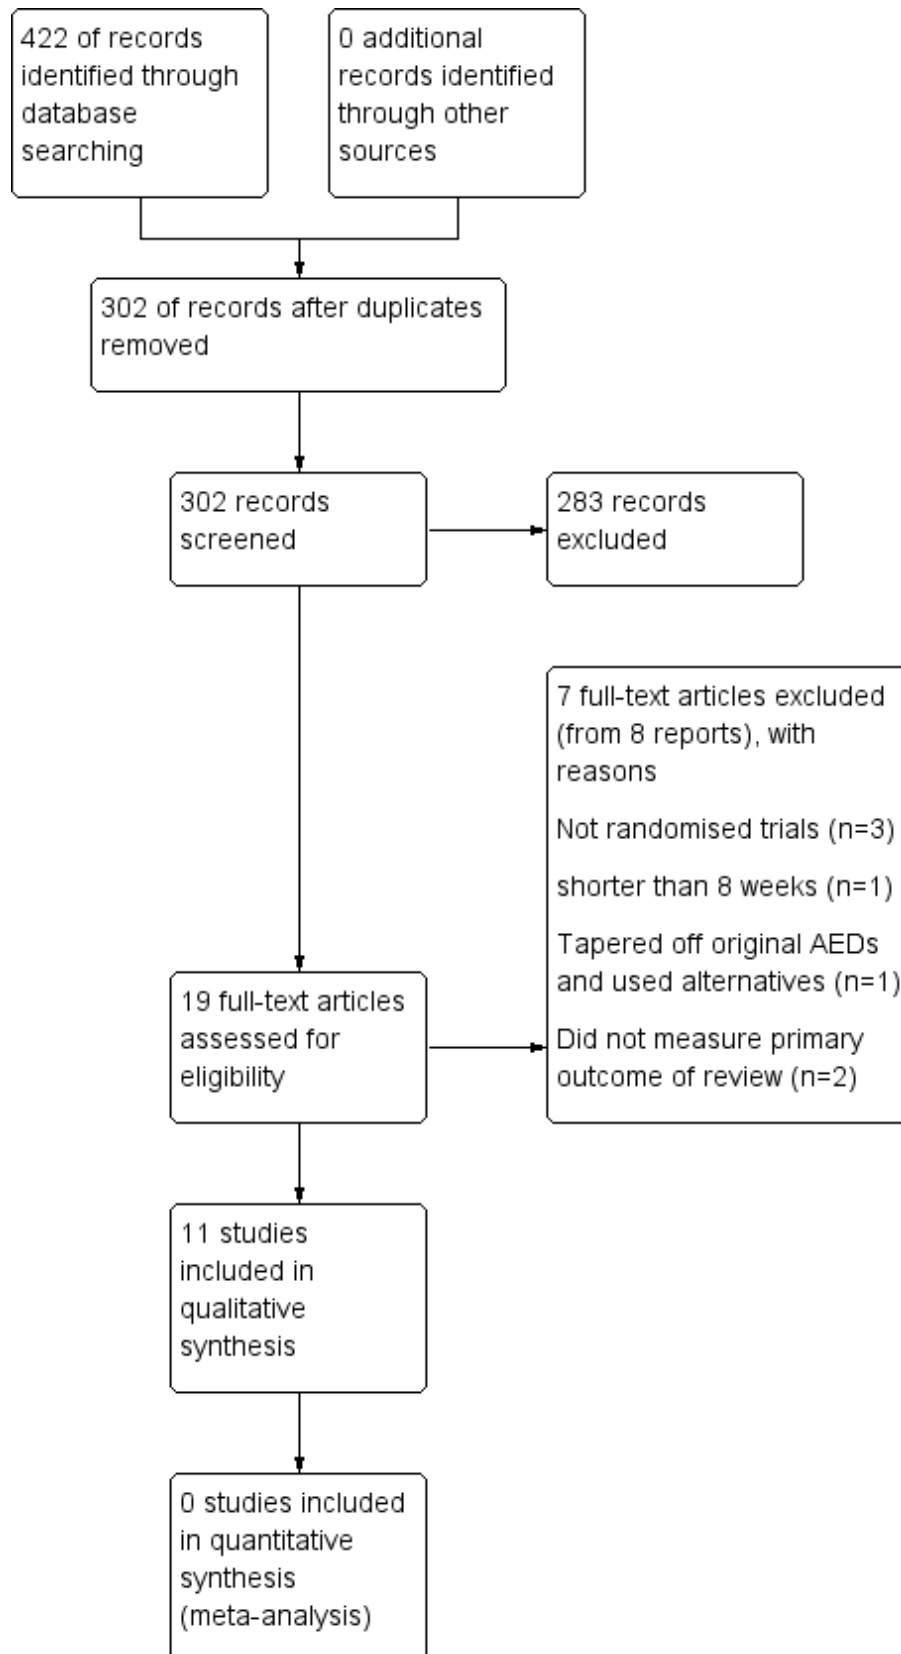 422 of records
identified through
database
searching
0 additional
records identified
through other
sources
302 of records after duplicates
removed
302 records
screened
283 records
excluded
7 full-text articles excluded
(from 8 reports), with
reasons
Not randomised trials (n=3)
shorter than 8 weeks (n=1)
Tapered off original AEDs
and used alternatives (n=1)
Did not measure primary
outcome of review (n=2)
19 full-text articles
assessed for
eligibility
11 studies
included in
qualitative
synthesis
0 studies included
in quantitative
synthesis
(meta-analysis)